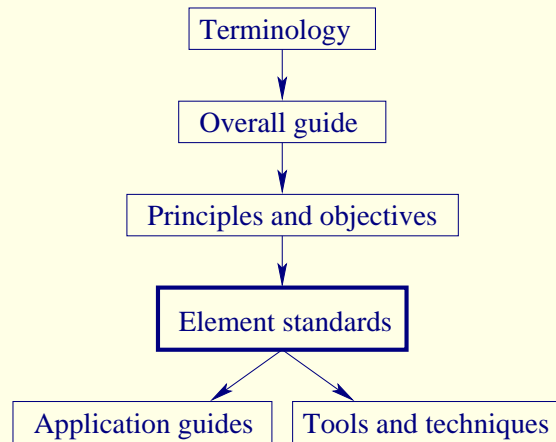 Terminology
Overall guide
Principles and objectives
Element standards
Application guides
Tools and techniques